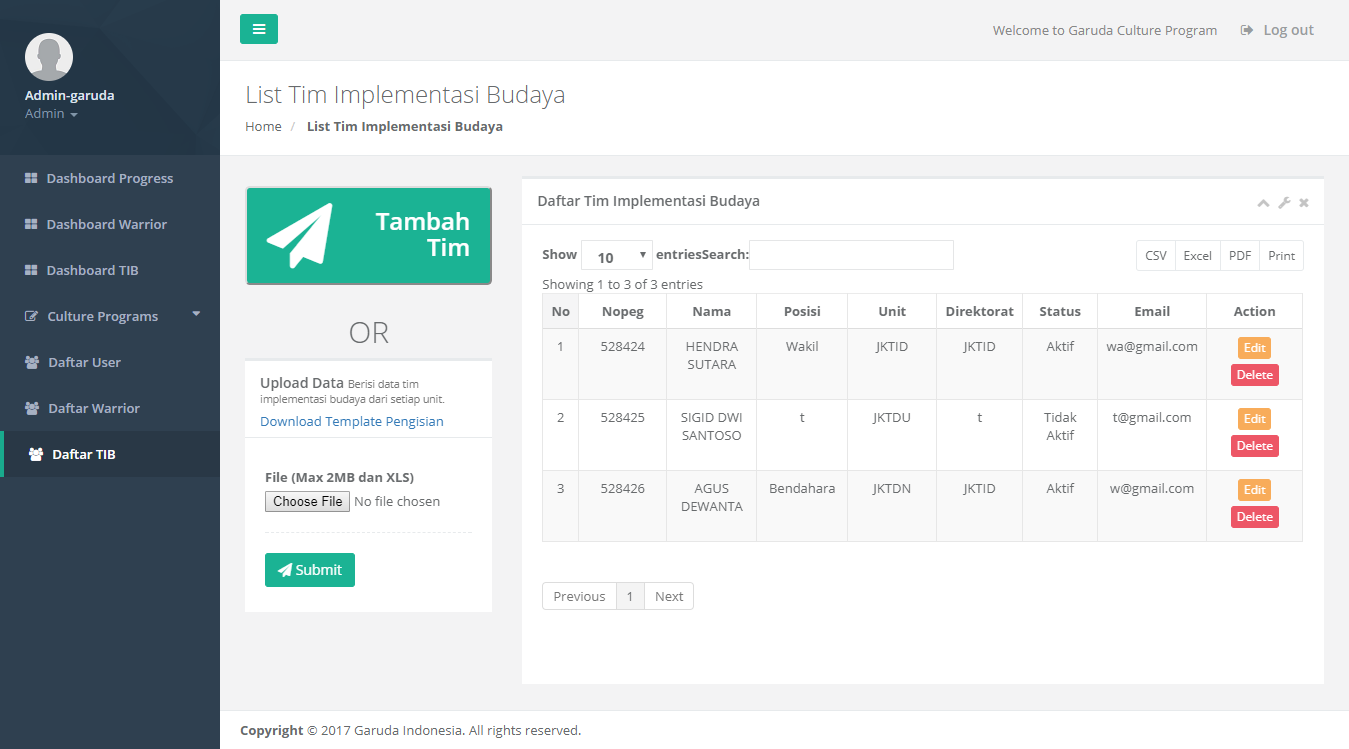 Admin-garuda
Admin
Dashboard Progress
Dashboard Warrior
Dashboard TIB
Culture Programs
Daftar User
Daftar Warrior
Daftar TIB
Welcome to Garuda Culture Program Log out
List Tim Implementasi Budaya
Home / List Tim Implementasi Budaya
Tambah
Tim
OR
Upload Data Berisi data tim
implementasi budaya dari setiap unit.
Download Template Pengisian
File (Max 2MB dan XLS)
Choose File No file chosen
Submit
Daftar Tim Implementasi Budaya
Show 10 entriesSearch: CSV Excel PDF Print
Showing 1 to 3 of 3 entries
No Nopeg Nama Posisi Unit Direktorat Status Email Action
1 528424 HENDRA Wakil JKTID JKTID Aktif wa@gmail.com Edit
SUTARA Delete
2 528425 SIGID DWI t JKTDU t Tidak t@gmail.com Edit
SANTOSO Aktif Delete
3 528426 AGUS Bendahara JKTDN JKTID Aktif w@gmail.com Edit
DEWANTA Delete
Previous 1 Next
Copyright © 2017 Garuda Indonesia. All rights reserved.